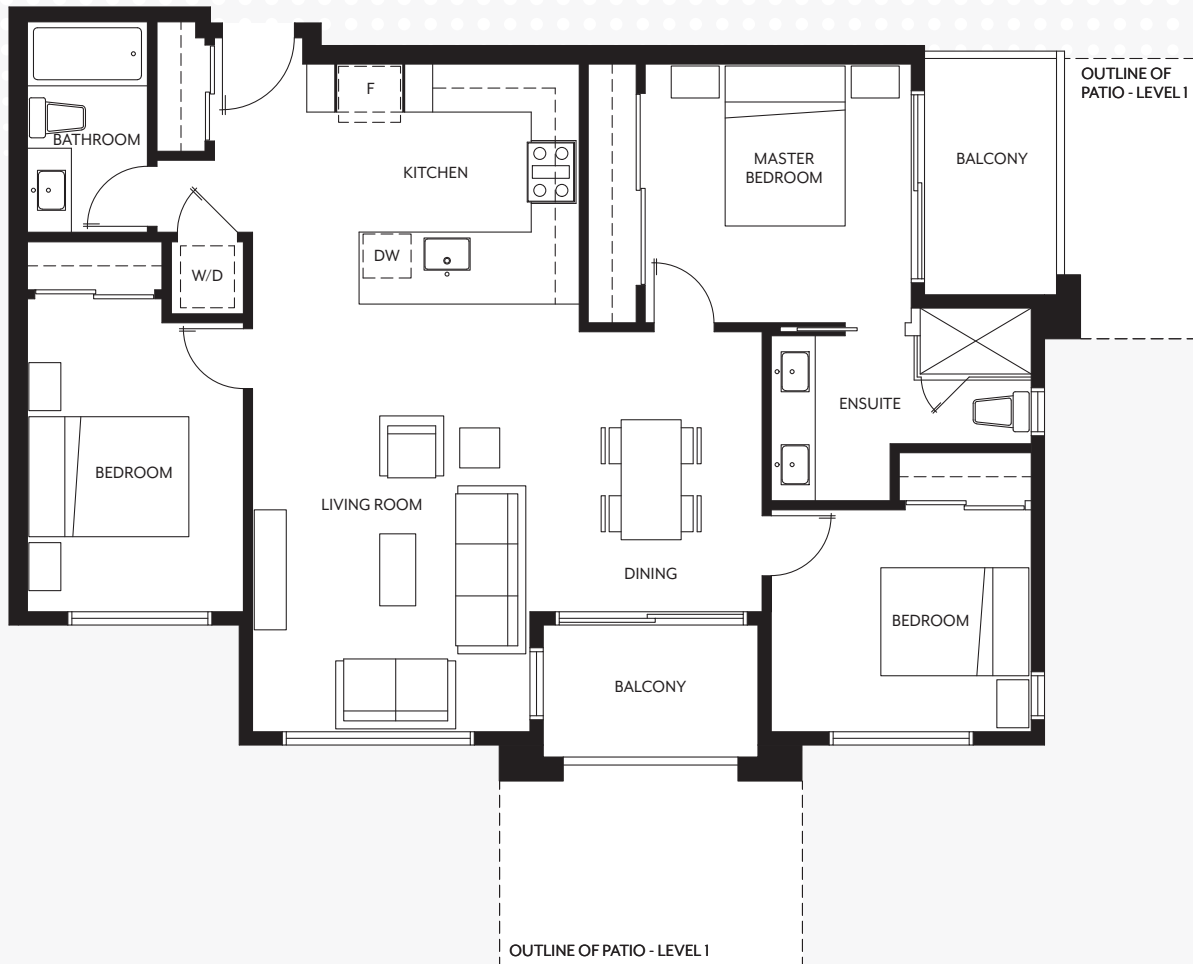 OUTLINE OF
PATIO - LEVEL 1
F
BATHROOM
MASTER
BEDROOM
BALCONY
KITCHEN
DW
W/D
ENSUITE
BEDROOM
LIVING ROOM
DINING
BEDROOM
BALCONY
OUTLINE OF PATIO - LEVEL 1